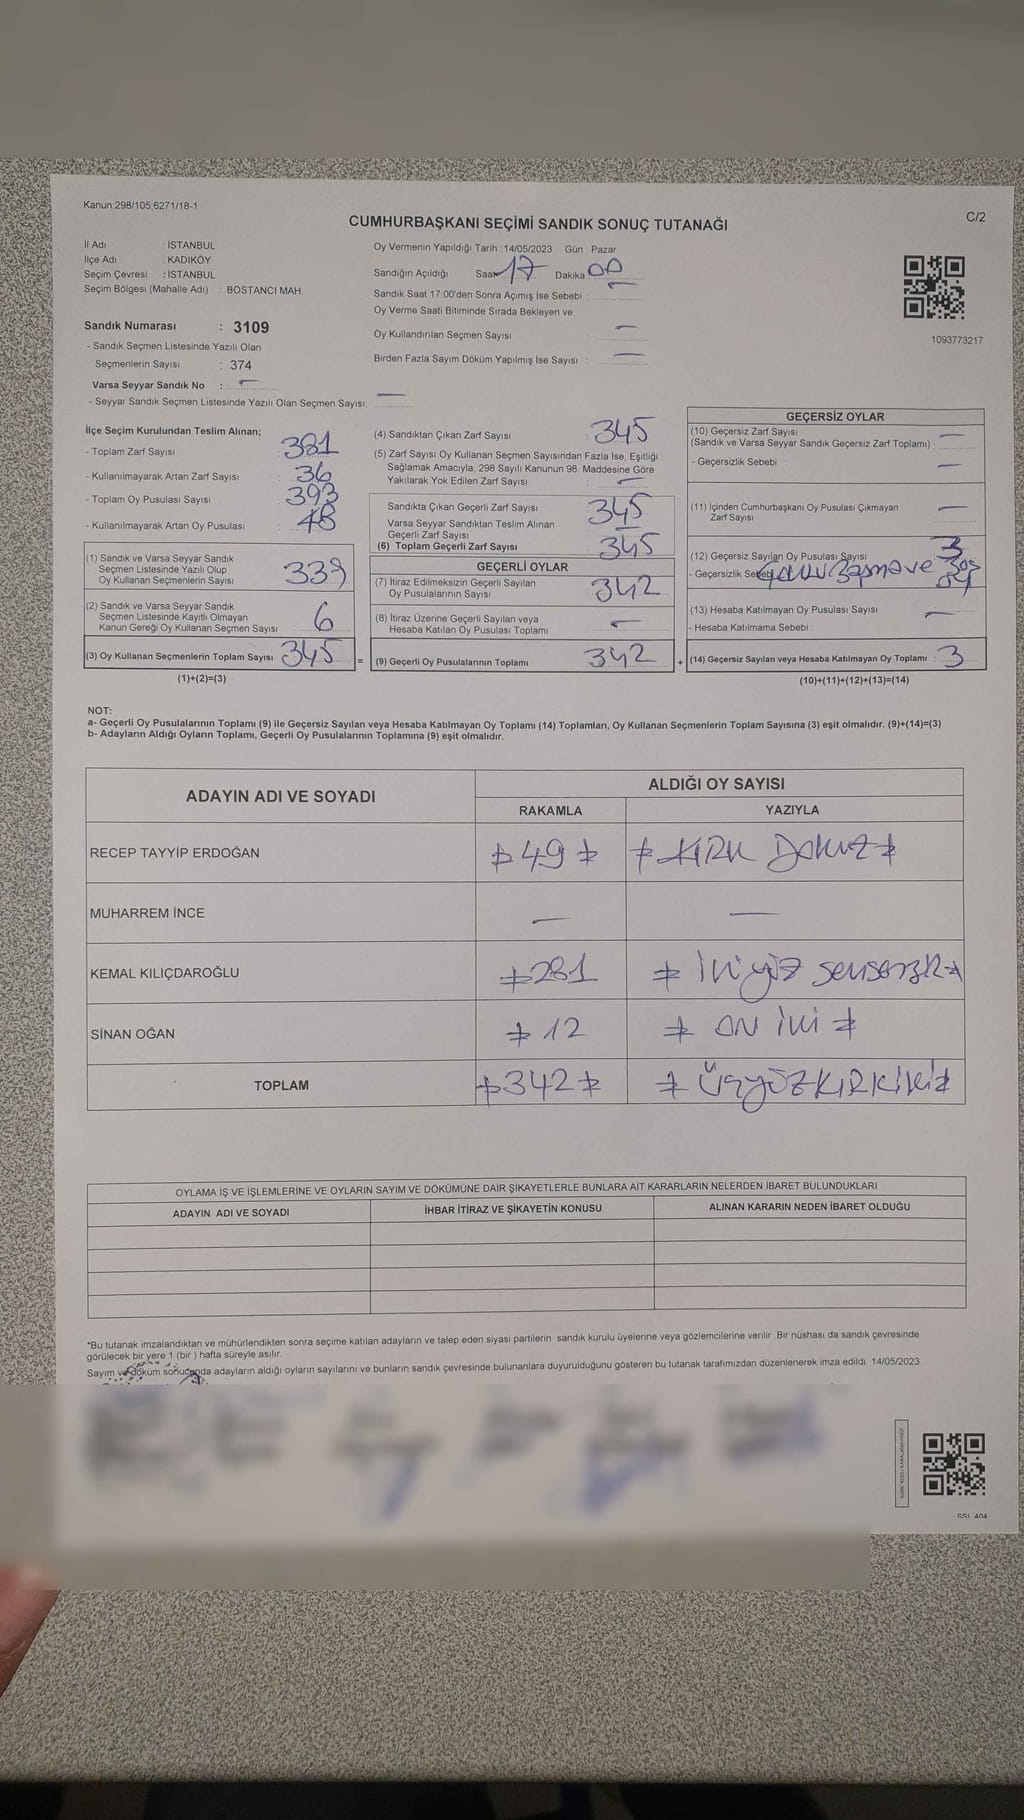 Kanun;298/105;6271/18-1
CUMHURBAŞKANI SEÇİMİ SANDIK SONUÇ TUTANAĞI
C/2
İl Adı : İSTANBUL
İlçe Adı : KADIKÖY
Seçim Çevresi : İSTANBUL
Seçim Bölgesi (Mahalle Adı) : BOSTANCI MAH.
Sandık Numarası : 3109
- Sandık Seçmen Listesinde Yazılı Olan
Seçmenlerin Sayısı : 374
Varsa Seyyar Sandık No : —
- Seyyar Sandık Seçmen Listesinde Yazılı Olan Seçmen Sayısı: —
Oy Vermenin Yapıldığı Tarih :14/05/2023 Gün : Pazar
Sandığın Açıldığı Saat 17 Dakika 00
Sandık Saat 17:00'den Sonra Açımış İse Sebebi : —
Oy Verme Saati Bitiminde Sırada Bekleyen ve
Oy Kullandırılan Seçmen Sayısı : —
Birden Fazla Sayım Döküm Yapılmış İse Sayısı : —
1093773217
İlçe Seçim Kurulundan Teslim Alınan;
- Toplam Zarf Sayısı : 381
- Kullanılmayarak Artan Zarf Sayısı : 36
- Toplam Oy Pusulası Sayısı : 393
- Kullanılmayarak Artan Oy Pusulası : 48
(1) Sandık ve Varsa Seyyar Sandık
Seçmen Listesinde Yazılı Olup
Oy Kullanan Seçmenlerin Sayısı 339
(2) Sandık ve Varsa Seyyar Sandık
Seçmen Listesinde Kayıtlı Olmayan
Kanun Gereği Oy Kullanan Seçmen Sayısı 6
(3) Oy Kullanan Seçmenlerin Toplam Sayısı 345 =
(1)+(2)=(3)
(4) Sandıktan Çıkan Zarf Sayısı : 345
(5) Zarf Sayısı Oy Kullanan Seçmen Sayısından Fazla İse, Eşitliği
Sağlamak Amacıyla; 298 Sayılı Kanunun 98. Maddesine Göre
Yakılarak Yok Edilen Zarf Sayısı : —
Sandıkta Çıkan Geçerli Zarf Sayısı : 345
Varsa Seyyar Sandıktan Teslim Alınan
Geçerli Zarf Sayısı : —
(6) Toplam Geçerli Zarf Sayısı : 345
GEÇERLİ OYLAR
(7) İtiraz Edilmeksizin Geçerli Sayılan
Oy Pusulalarının Sayısı : 342
(8) İtiraz Üzerine Geçerli Sayılan veya
Hesaba Katılan Oy Pusulası Toplamı : —
(9) Geçerli Oy Pusulalarının Toplamı : 342 +
GEÇERSİZ OYLAR
(10) Geçersiz Zarf Sayısı
(Sandık ve Varsa Seyyar Sandık Geçersiz Zarf Toplamı) : —
- Geçersizlik Sebebi : —
(11) İçinden Cumhurbaşkanı Oy Pusulası Çıkmayan
Zarf Sayısı : —
(12) Geçersiz Sayılan Oy Pusulası Sayısı 3
- Geçersizlik Sebebi ve boş oy
(13) Hesaba Katılmayan Oy Pusulası Sayısı : —
- Hesaba Katılmama Sebebi :
(14) Geçersiz Sayılan veya Hesaba Katılmayan Oy Toplamı : 3
(10)+(11)+(12)+(13)=(14)
NOT:
a- Geçerli Oy Pusulalarının Toplamı (9) ile Geçersiz Sayılan veya Hesaba Katılmayan Oy Toplamı (14) Toplamları, Oy Kullanan Seçmenlerin Toplam Sayısına (3) eşit olmalıdır. (9)+(14)=(3)
b- Adayların Aldığı Oyların Toplamı, Geçerli Oy Pusulalarının Toplamına (9) eşit olmalıdır.
ADAYIN ADI VE SOYADI
ALDIĞI OY SAYISI
RAKAMLA YAZIYLA
RECEP TAYYİP ERDOĞAN 49 KIRK DOKUZ
MUHARREM İNCE — —
KEMAL KILIÇDAROĞLU 281 İKİYÜZ SEKSENBİR
SİNAN OĞAN 12 ON İKİ
TOPLAM 342 ÜÇYÜZKIRKİKİ
OYLAMA İŞ VE İŞLEMLERİNE VE OYLARIN SAYIM VE DÖKÜMÜNE DAİR ŞİKAYETLERLE BUNLARA AİT KARARLARIN NELERDEN İBARET BULUNDUKLARI
ADAYIN ADI VE SOYADI İHBAR İTİRAZ VE ŞİKAYETİN KONUSU ALINAN KARARIN NEDEN İBARET OLDUĞU
*Bu tutanak imzalandıktan ve mühürlendikten sonra seçime katılan adayların ve talep eden siyasi partilerin sandık kurulu üyelerine veya gözlemcilerine verilir. Bir nüshası da sandık çevresinde
görülecek bir yere 1 (bir) hafta süreyle asılır.
Sayım ve döküm sonucunda adayların aldığı oyların sayılarını ve bunların sandık çevresinde bulunanlara duyurulduğunu gösteren bu tutanak tarafımızdan düzenlenerek imza edildi. 14/05/2023